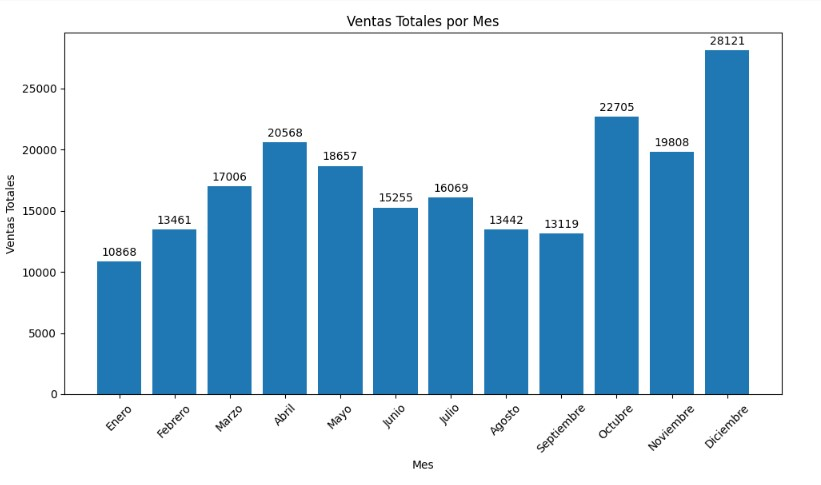 Ventas Totales por Mes
28121
25000
22705
20568
20000
19808
18657
17006
16069
15255
15000
13461
13442
13119
10868
10000
5000
0
Ventas Totales
Enero
Febrero
Marzo
Abril
Mayo
Junio
Julio
Agosto
Septiembre
Octubre
Noviembre
Diciembre
Mes